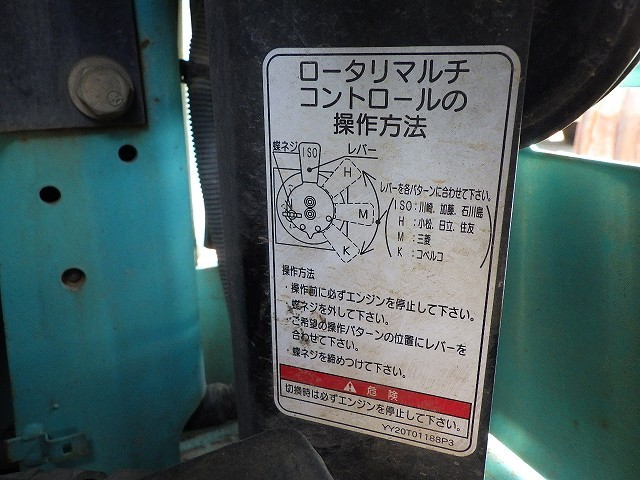 ロータリマルチ
コントロールの
操作方法
蝶ネジ
ISO
レバー
H
M
K
レバーを各パターンに合わせて下さい。
ISO:川崎、加藤、石川島
H :小松、日立、住友
M :三菱
K :コベルコ
操作方法
・操作前に必ずエンジンを停止して下さい。
・蝶ネジを外して下さい。
・ご希望の操作パターンの位置にレバーを
合わせて下さい。
・蝶ネジを締めつけて下さい。
危険
切換時は必ずエンジンを停止して下さい。
YY20T01188P3